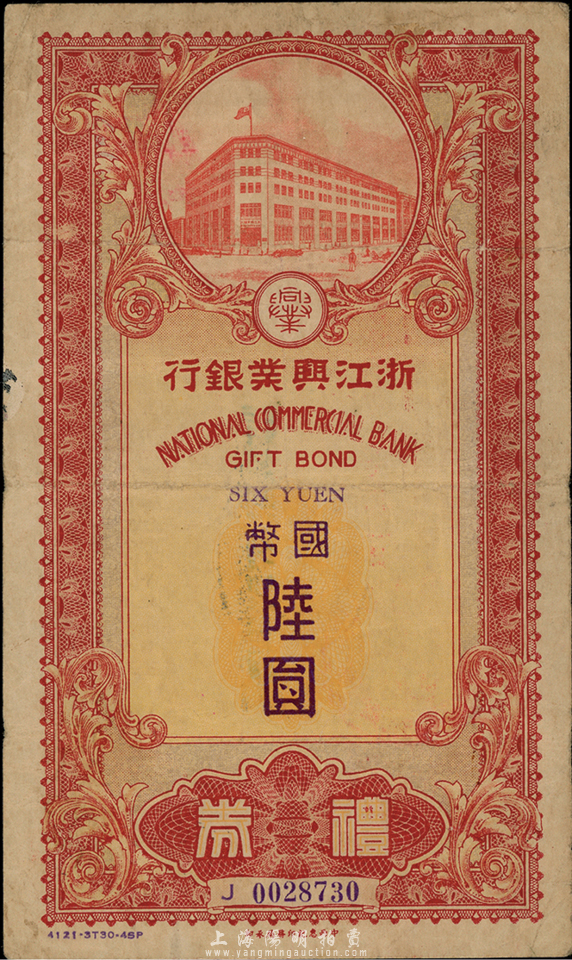 行銀業興江浙
NATIONAL COMMERCIAL BANK
GIFT BOND
SIX YUEN
幣國
陸
圓
券禮
J 0028730
4121-3T30-4SP
上海陽明拍賣
www.yangmingauction.com